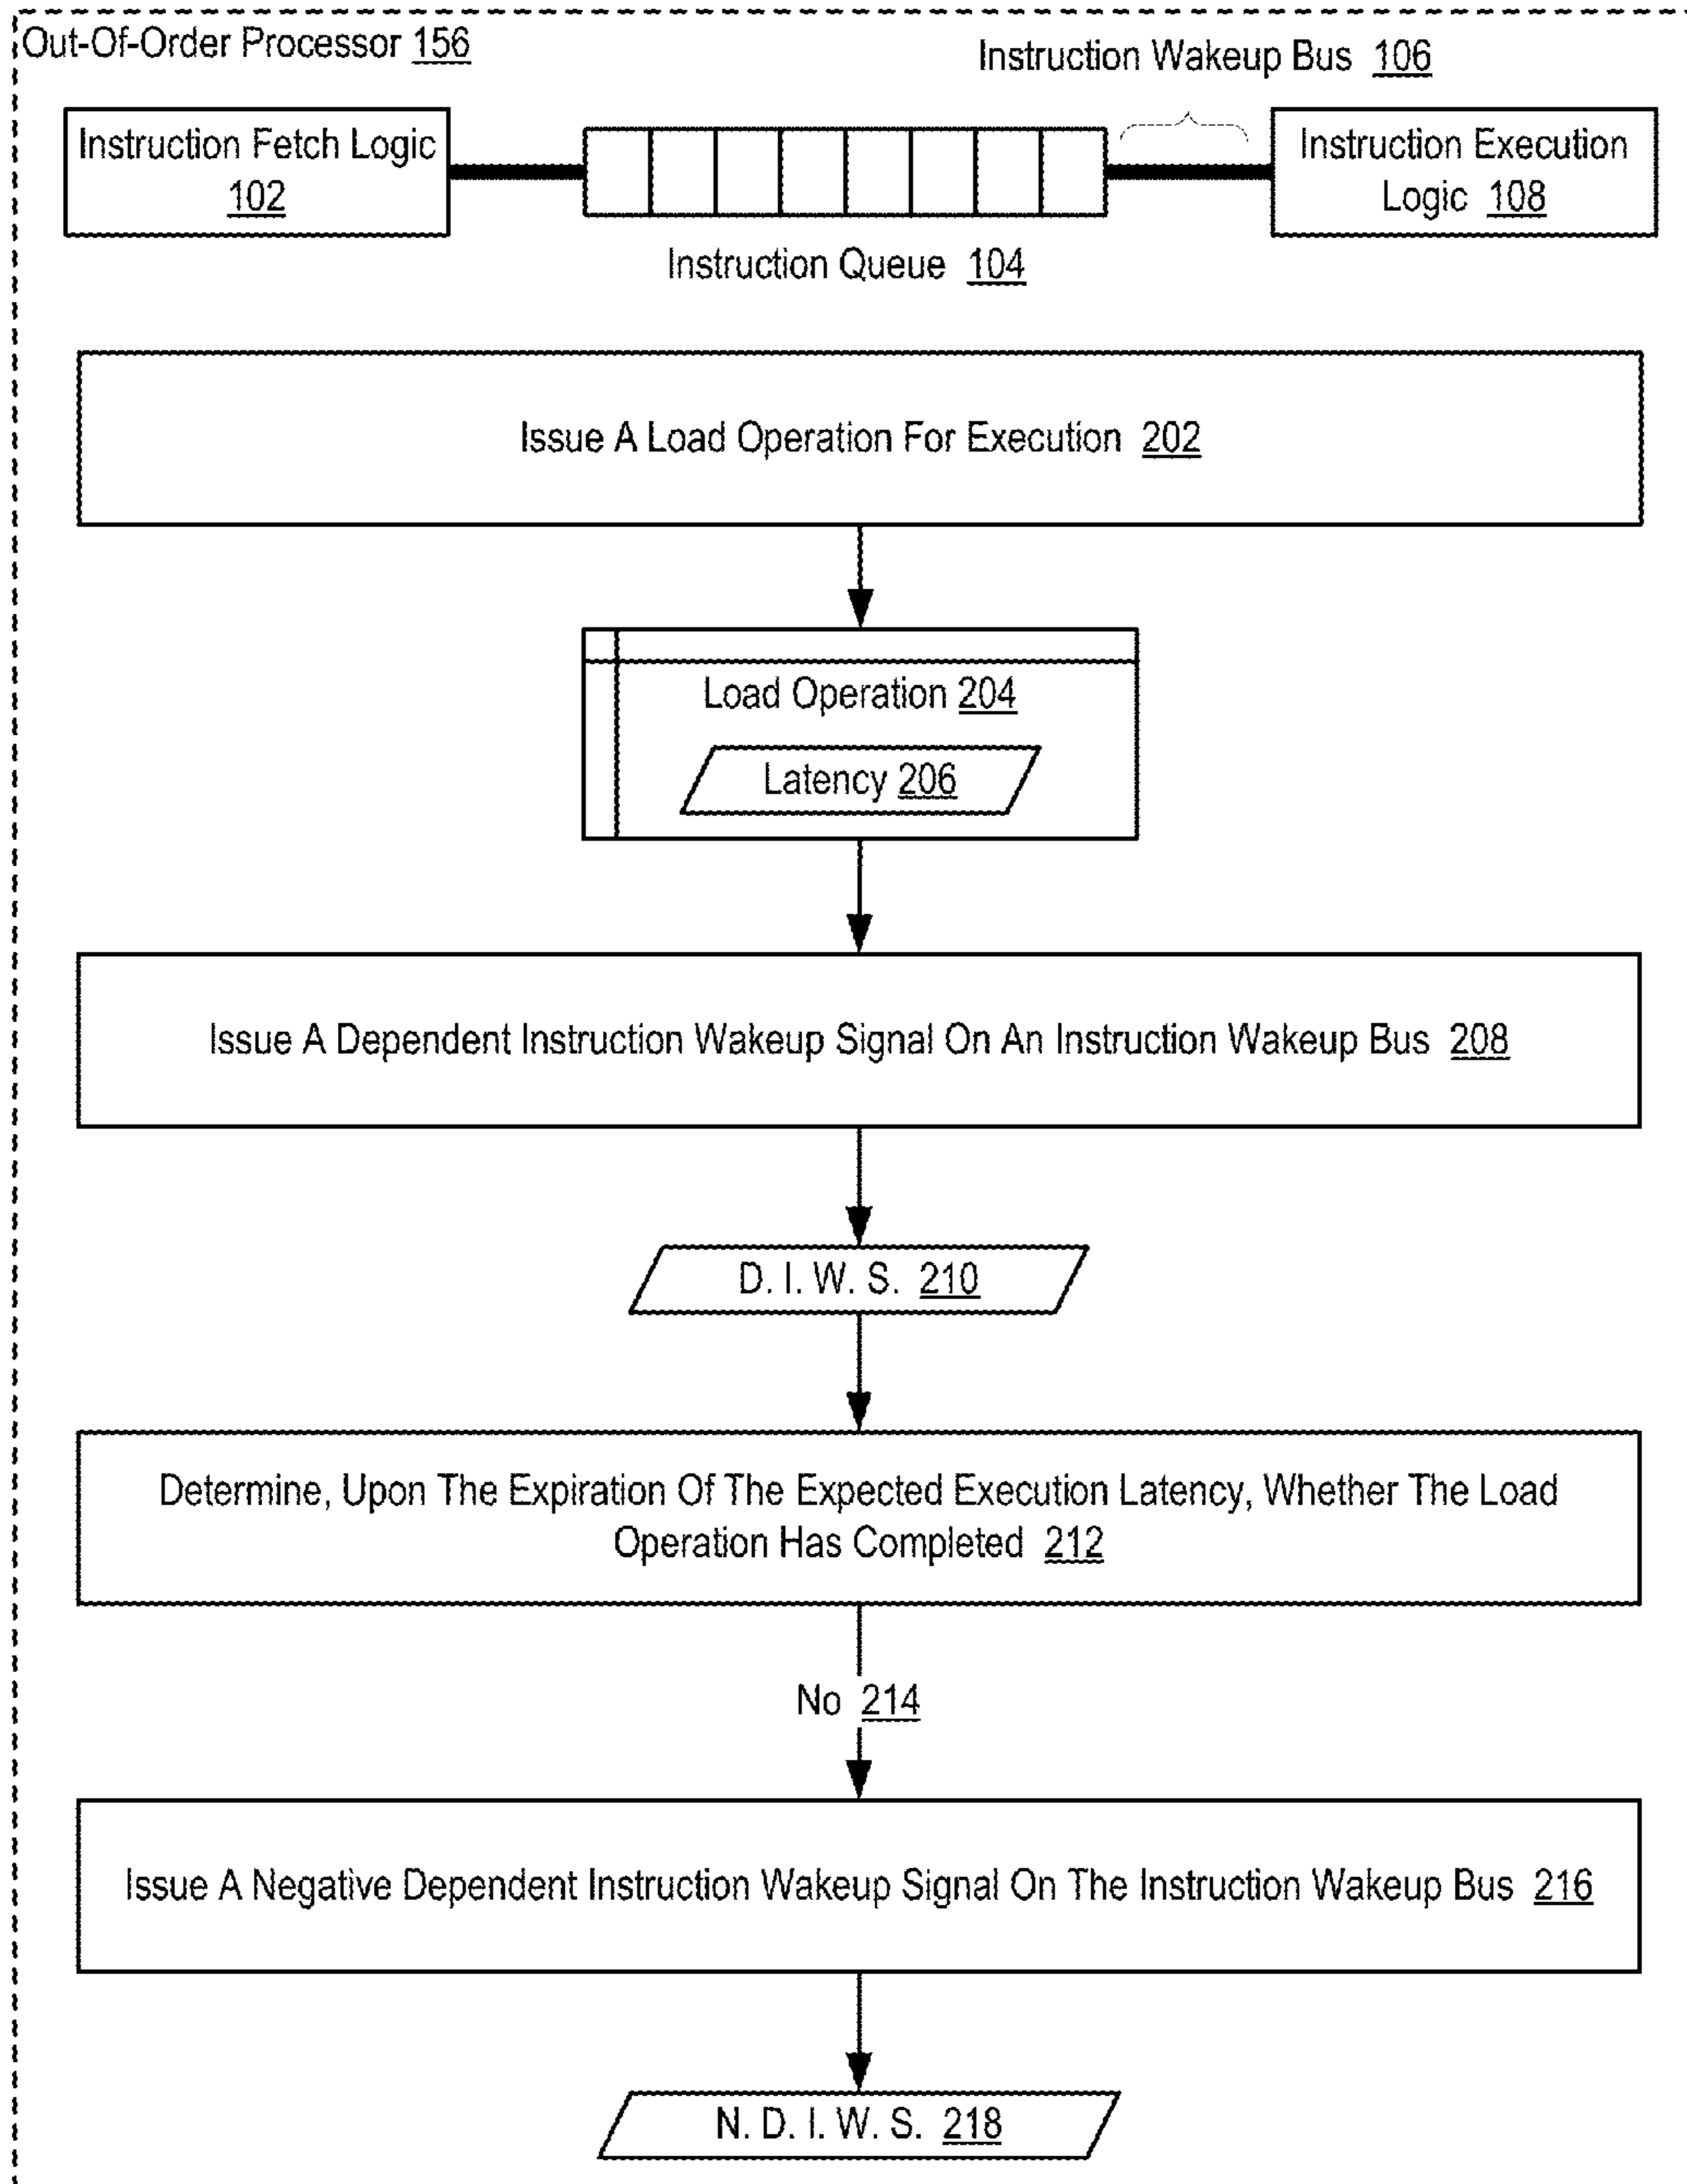 Out-Of-Order Processor 156
Instruction Wakeup Bus 106
Instruction Fetch Logic
102
Instruction Execution
Logic 108
Instruction Queue 104
Issue A Load Operation For Execution 202
Load Operation 204
Latency 206
Issue A Dependent Instruction Wakeup Signal On An Instruction Wakeup Bus 208
D. I. W. S. 210
Determine, Upon The Expiration Of The Expected Execution Latency, Whether The Load
Operation Has Completed 212
No 214
Issue A Negative Dependent Instruction Wakeup Signal On The Instruction Wakeup Bus 216
N. D. I. W. S. 218